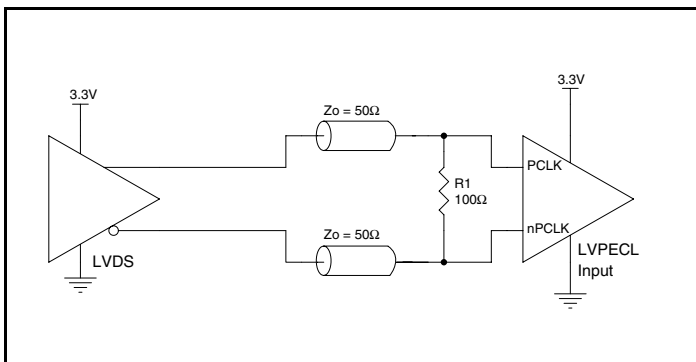 3.3V
3.3V
Zo = 50Ω
PCLK
R1
100Ω
Zo = 50Ω
nPCLK
LVDS
LVPECL
Input